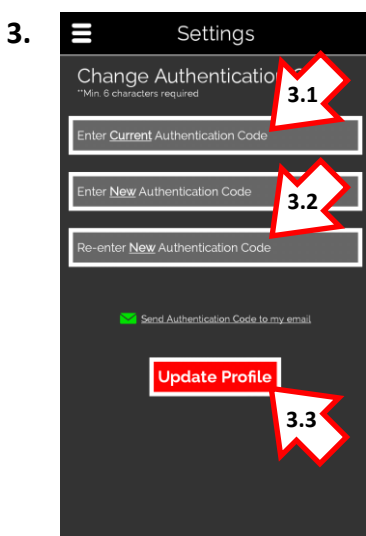 3.
Settings
Change Authentication
**Min. 6 characters required
3.1
Enter Current Authentication Code
Enter New Authentication Code
3.2
Re-enter New Authentication Code
Send Authentication Code to my email
Update Profile
3.3